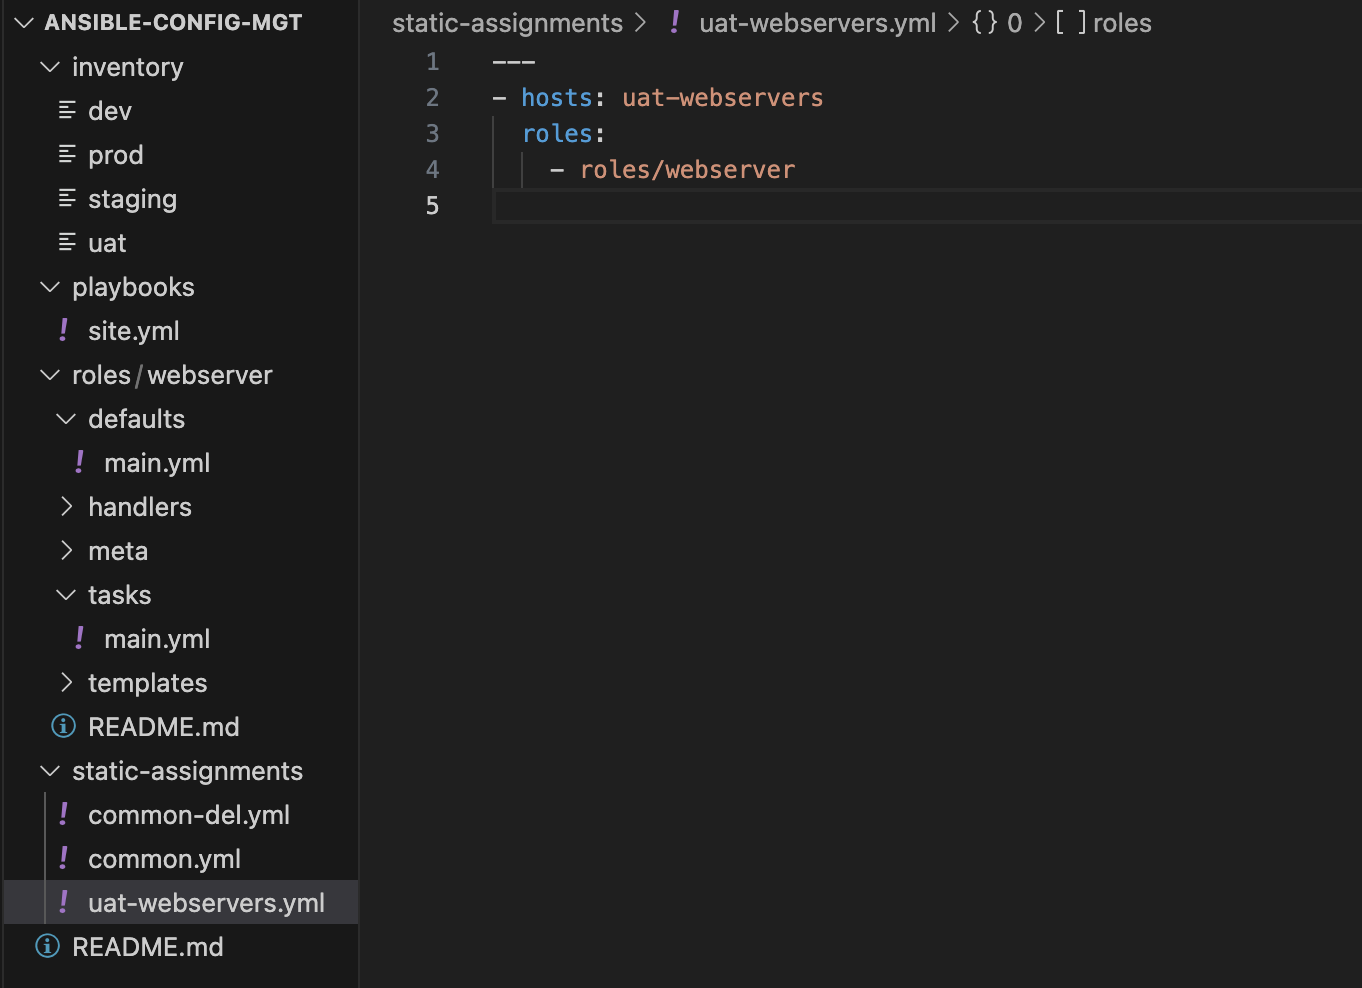 ANSIBLE-CONFIG-MGT
inventory
dev
prod
staging
uat
playbooks
! site.yml
roles/webserver
defaults
! main.yml
handlers
meta
tasks
! main.yml
templates
README.md
static-assignments
! common-del.yml
! common.yml
! uat-webservers.yml
README.md
static-assignments > ! uat-webservers.yml > {} 0 > [ ] roles
1 ---
2 - hosts: uat-webservers
3   roles:
4     - roles/webserver
5